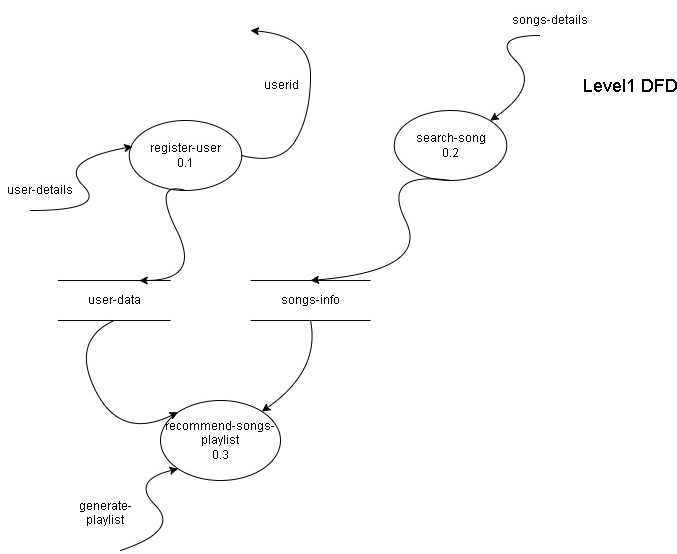 songs-details
Level1 DFD
userid
search-song
0.2
register-user
0.1
user-details
user-data
songs-info
recommend-songs-
playlist
0.3
generate-
playlist